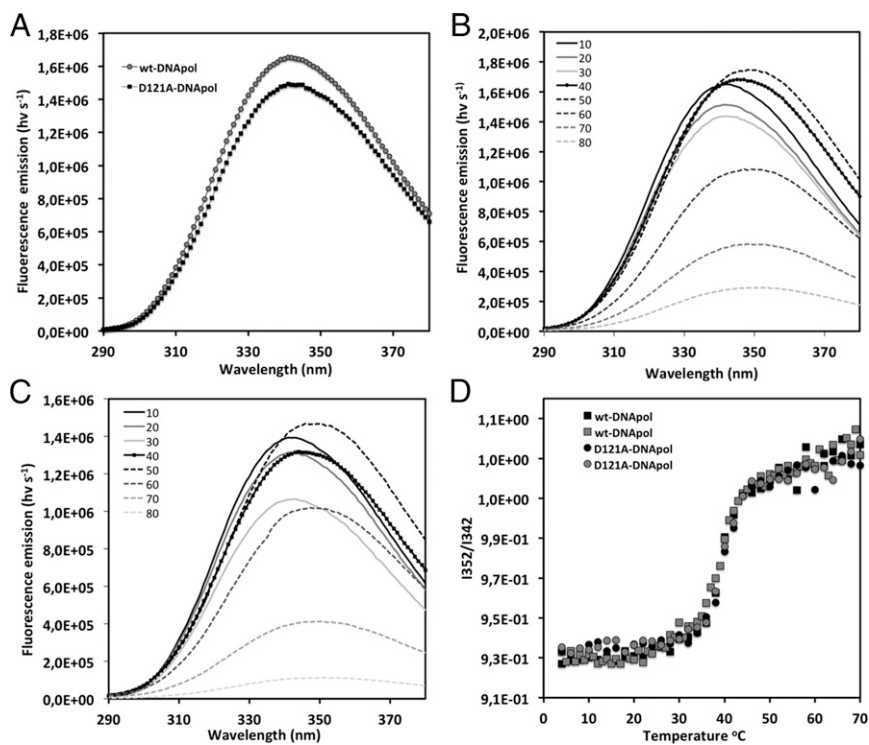 A
1,8E+06
1,6E+06
1,4E+06
1,2E+06
1,0E+06
8,0E+05
6,0E+05
4,0E+05
2,0E+05
0,0E+00
290
310
330
350
370
Wavelength (nm)
Fluoerescence emission (hv s⁻¹)
wt-DNApol
D121A-DNApol
B
2,0E+06
1,8E+06
1,6E+06
1,4E+06
1,2E+06
1,0E+06
8,0E+05
6,0E+05
4,0E+05
2,0E+05
0,0E+00
290
310
330
350
370
Wavelength (nm)
Fluorescence emission (hv s⁻¹)
10
20
30
40
50
60
70
80
C
1,6E+06
1,4E+06
1,2E+06
1,0E+06
8,0E+05
6,0E+05
4,0E+05
2,0E+05
0,0E+00
290
310
330
350
370
Wavelength (nm)
Fluorescence emission (hv s⁻¹)
10
20
30
40
50
60
70
80
D
1,1E+00
1,0E+00
1,0E+00
9,9E-01
9,7E-01
9,5E-01
9,3E-01
9,1E-01
0
10
20
30
40
50
60
70
Temperature ºC
I352/I342
wt-DNApol
wt-DNApol
D121A-DNApol
D121A-DNApol